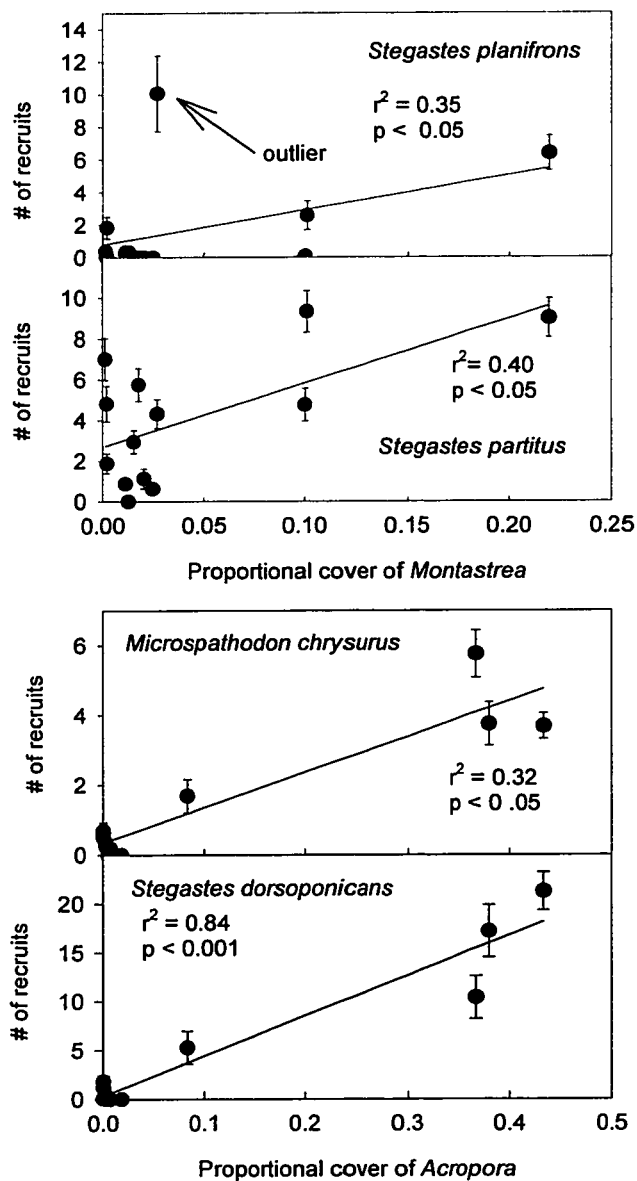 14
12
10
8
6
4
2
0
# of recruits
Stegastes planifrons
r² = 0.35
p < 0.05
outlier
10
8
6
4
2
0
# of recruits
r²= 0.40
p < 0.05
Stegastes partitus
0.00 0.05 0.10 0.15 0.20 0.25
Proportional cover of Montastrea
6
4
2
0
# of recruits
Microspathodon chrysurus
r² = 0.32
p < 0 .05
20
15
10
5
0
# of recruits
Stegastes dorsoponicans
r² = 0.84
p < 0.001
0.0 0.1 0.2 0.3 0.4 0.5
Proportional cover of Acropora